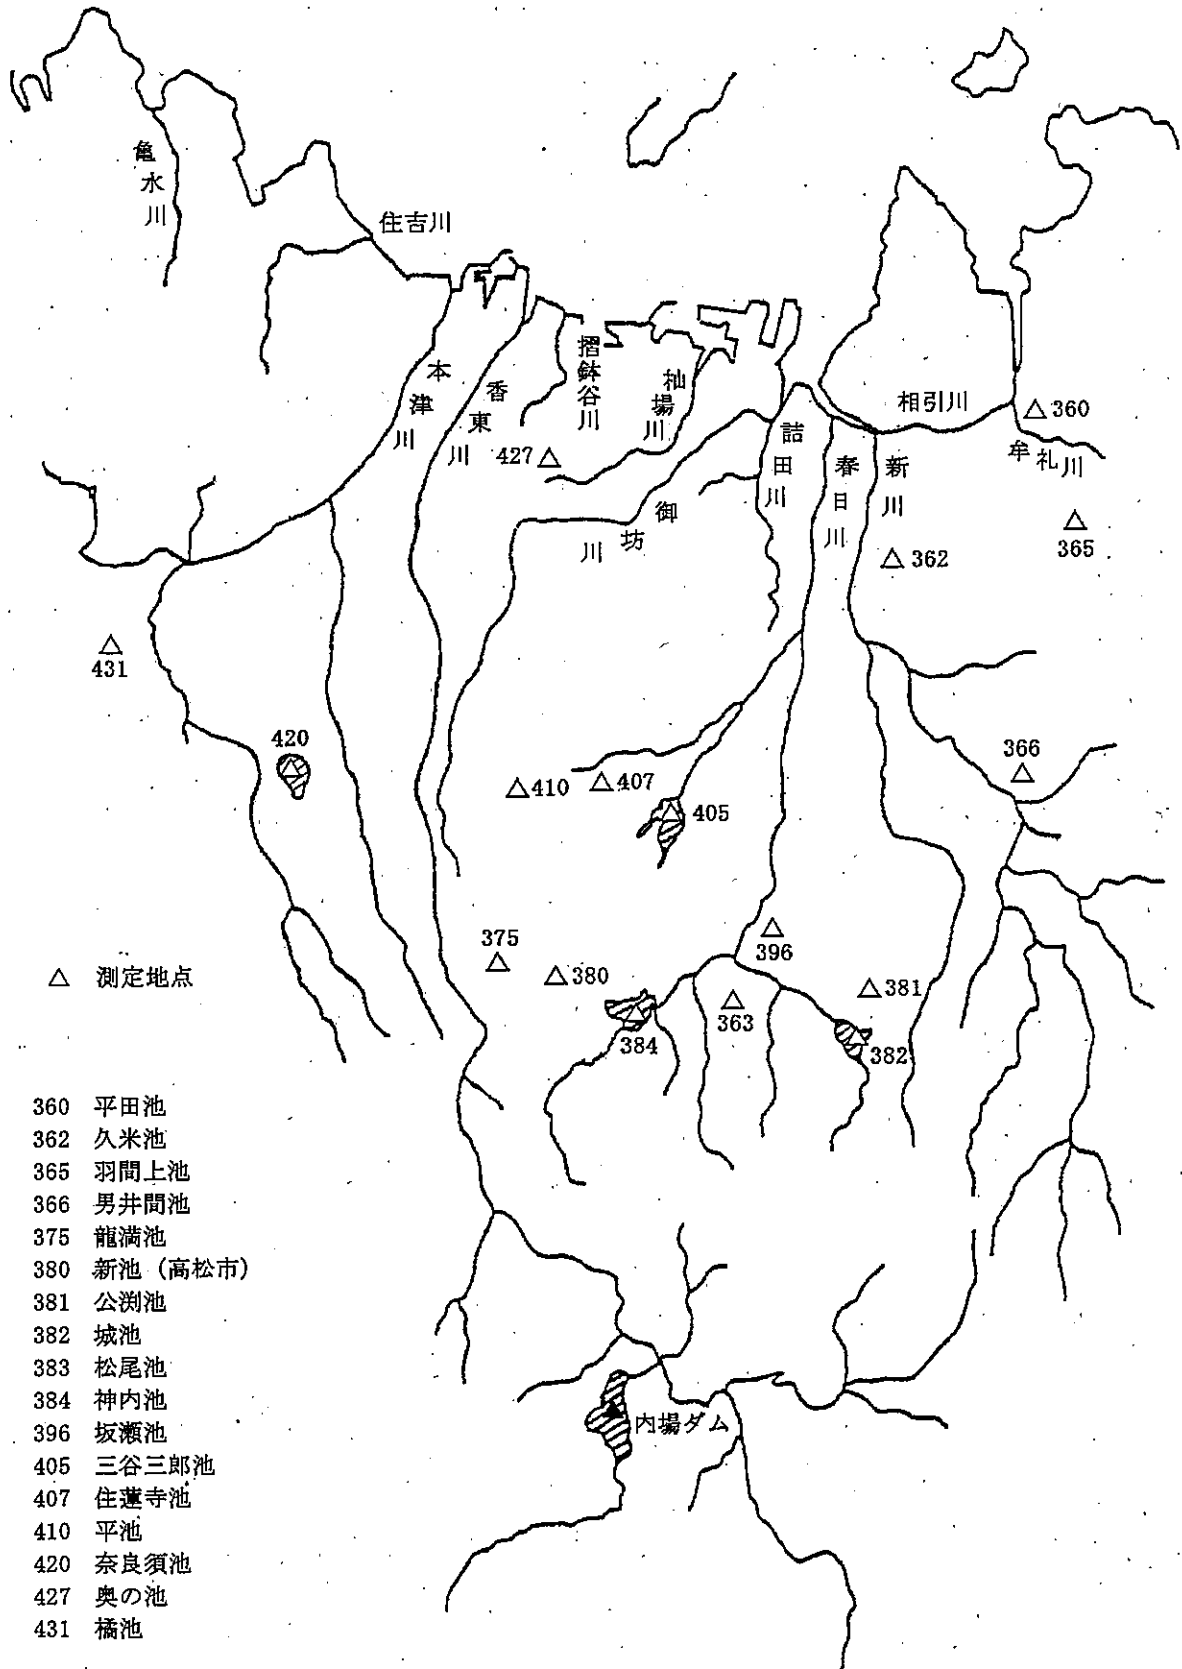 亀水川
住吉川
本津川
香東川
摺鉢谷川
杣場川
427
御坊川
詰田川
春日川
新川
相引川
360
牟礼川
365
362
431
420
410
407
405
366
375
380
396
363
381
384
382
△ 測定地点
360 平田池
362 久米池
365 羽間上池
366 男井間池
375 龍満池
380 新池（高松市）
381 公渕池
382 城池
383 松尾池
384 神内池
396 坂瀬池
405 三谷三郎池
407 住蓮寺池
410 平池
420 奈良須池
427 奥の池
431 橘池
内場ダム